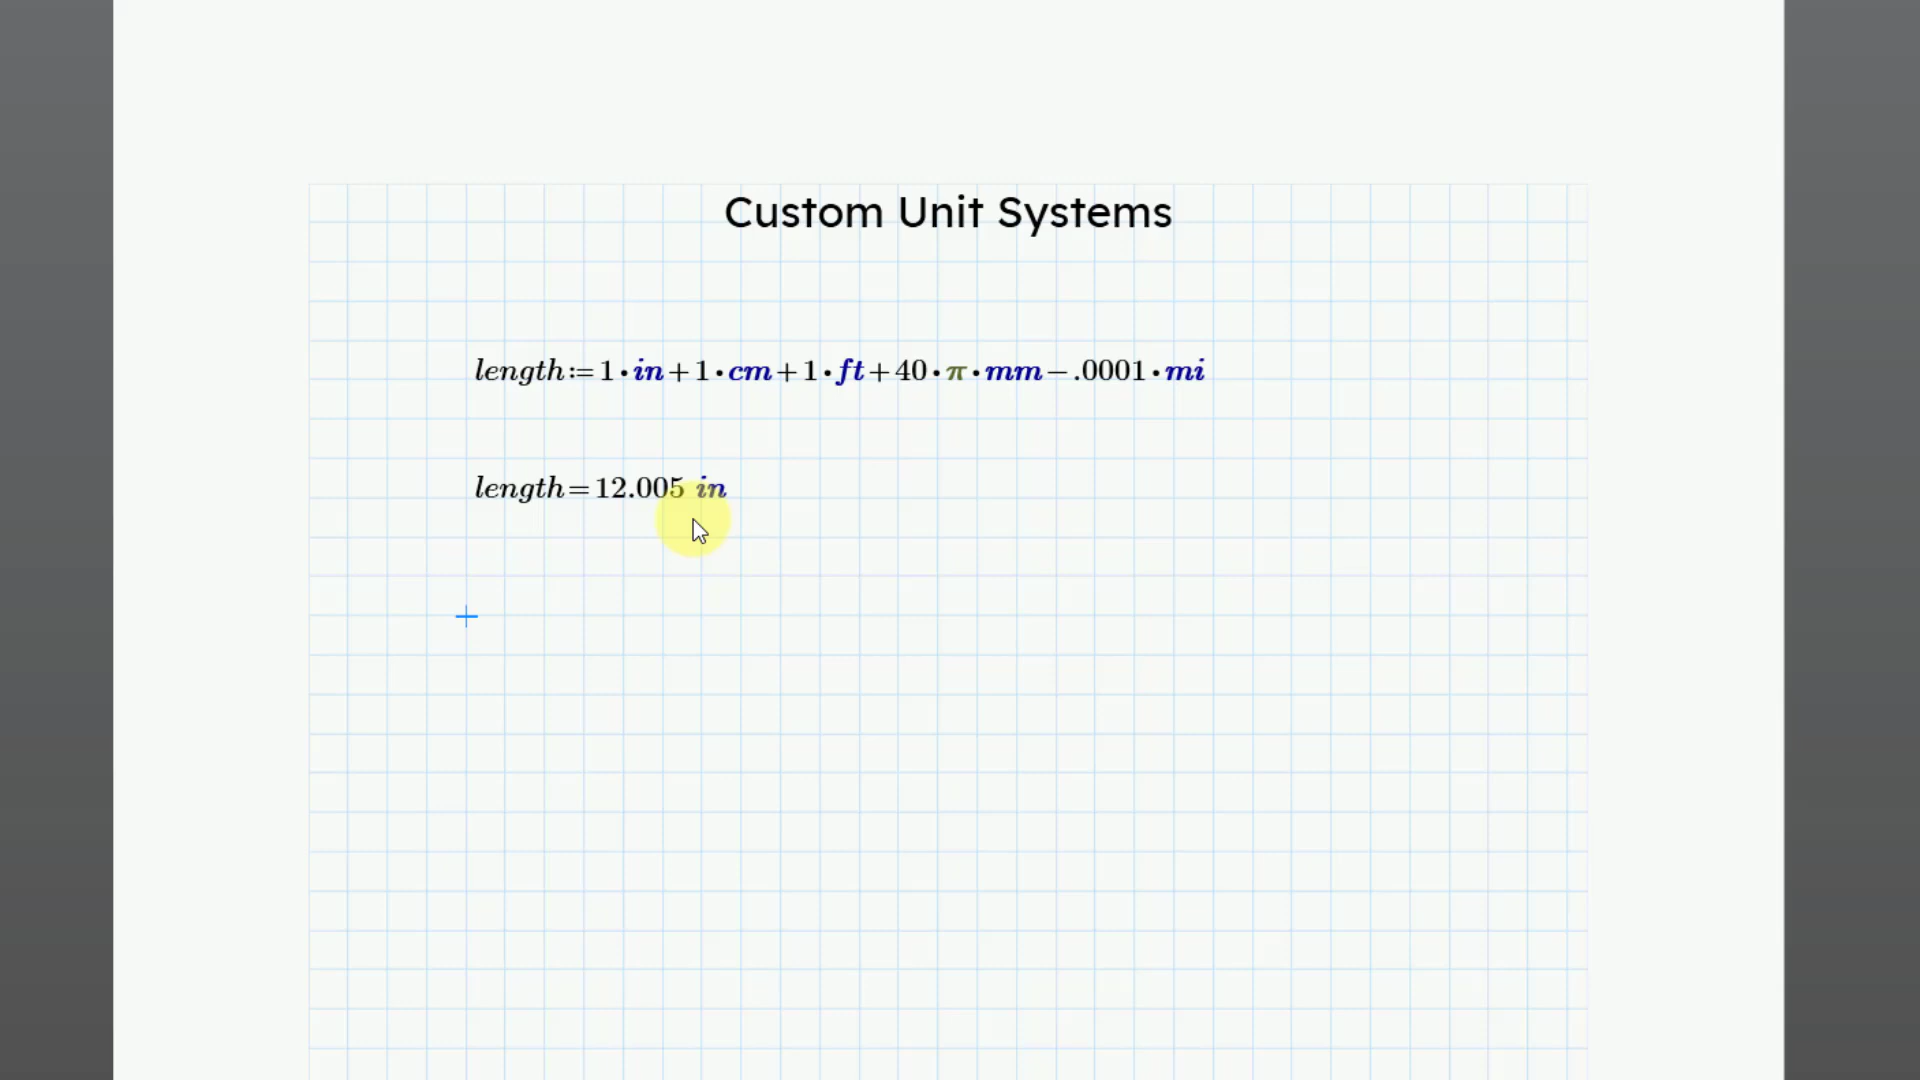 Custom Unit Systems
length:=1·in+1·cm+1·ft+40·π·mm−.0001·mi
length=12.005 in